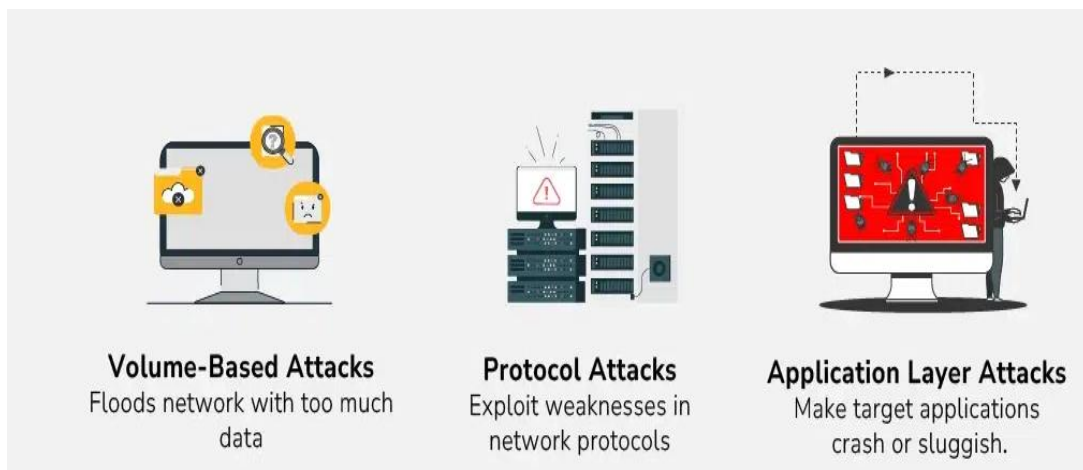 Volume-Based Attacks
Floods network with too much
data
Protocol Attacks
Exploit weaknesses in
network protocols
Application Layer Attacks
Make target applications
crash or sluggish.